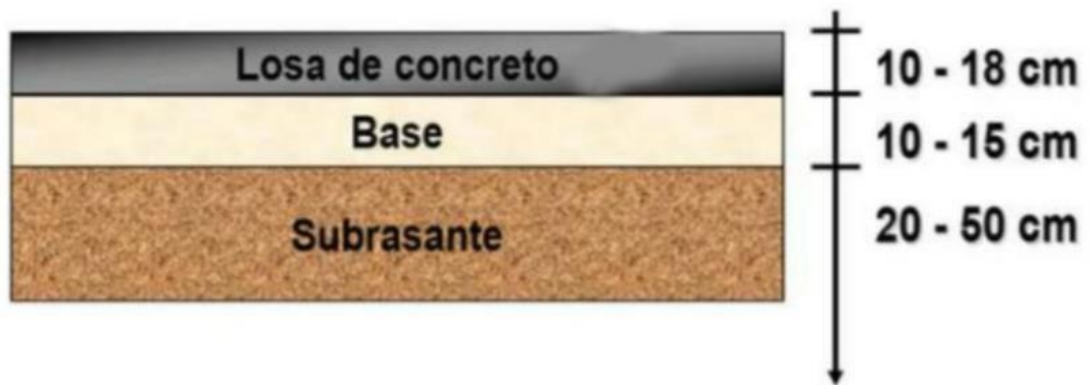 Losa de concreto
10 - 18 cm
Base
10 - 15 cm
Subrasante
20 - 50 cm